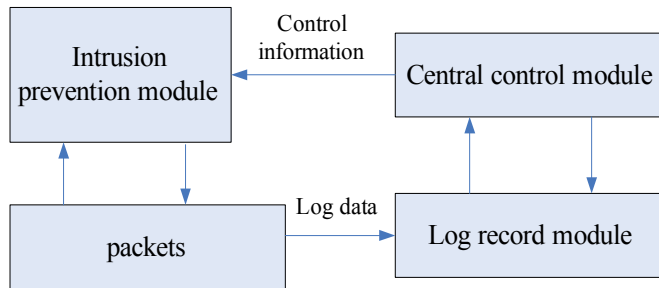 Control
information
Intrusion
prevention module
Central control module
Log data
packets
Log record module